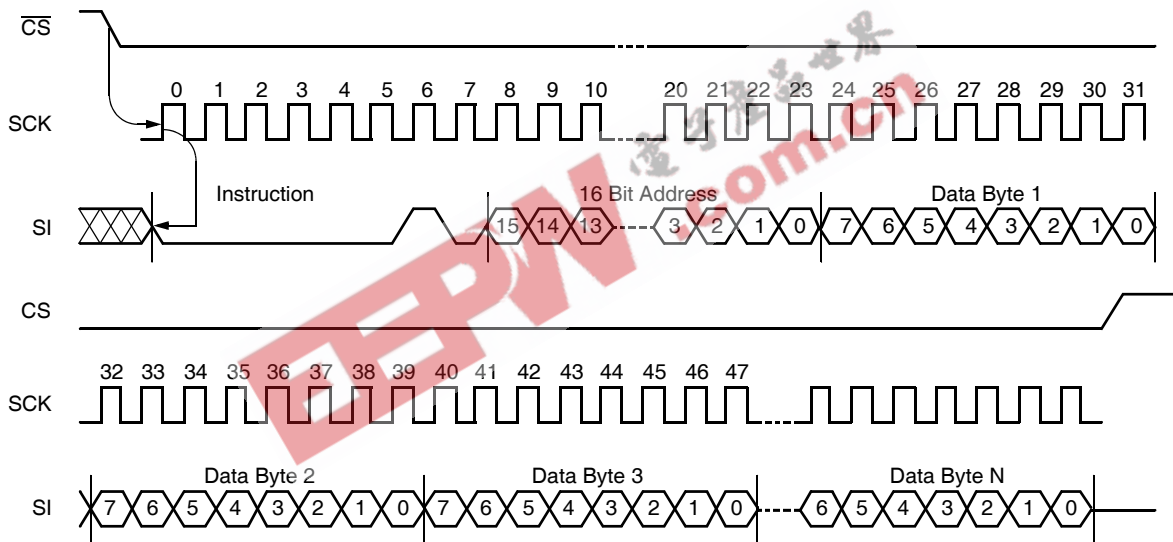 CS
0 1 2 3 4 5 6 7 8 9 10 20 21 22 23 24 25 26 27 28 29 30 31
SCK
Instruction 16 Bit Address Data Byte 1
SI 15 14 13 3 2 1 0 7 6 5 4 3 2 1 0
CS
32 33 34 35 36 37 38 39 40 41 42 43 44 45 46 47
SCK
Data Byte 2 Data Byte 3 Data Byte N
SI 7 6 5 4 3 2 1 0 7 6 5 4 3 2 1 0 6 5 4 3 2 1 0
EEPW
.com.cn